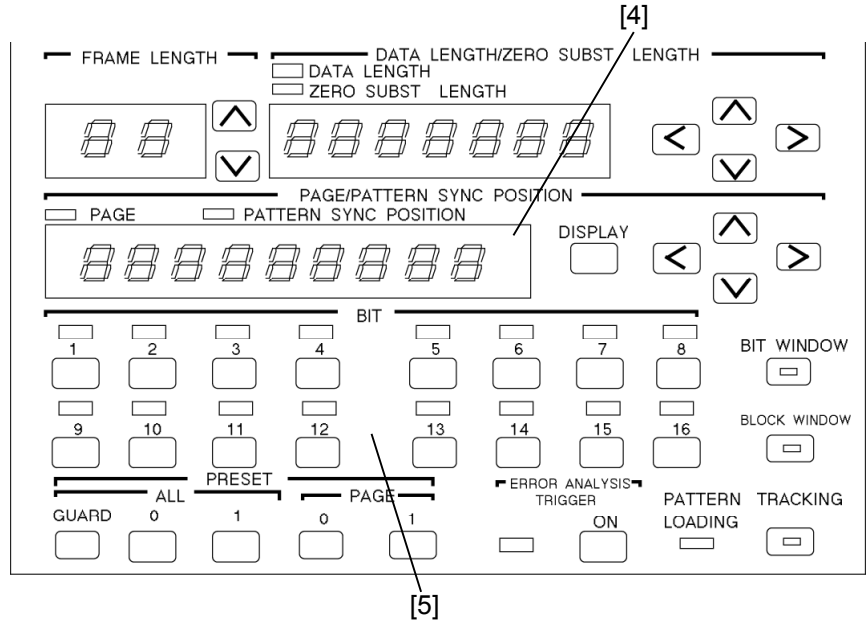 [4]
FRAME LENGTH DATA LENGTH/ZERO SUBST LENGTH
DATA LENGTH
ZERO SUBST LENGTH
PAGE/PATTERN SYNC POSITION
PAGE PATTERN SYNC POSITION
DISPLAY
BIT
1 2 3 4 5 6 7 8
BIT WINDOW
9 10 11 12 13 14 15 16
BLOCK WINDOW
PRESET
ALL PAGE
ERROR ANALYSIS
TRIGGER
GUARD 0 1 0 1
ON
PATTERN
LOADING
TRACKING
[5]